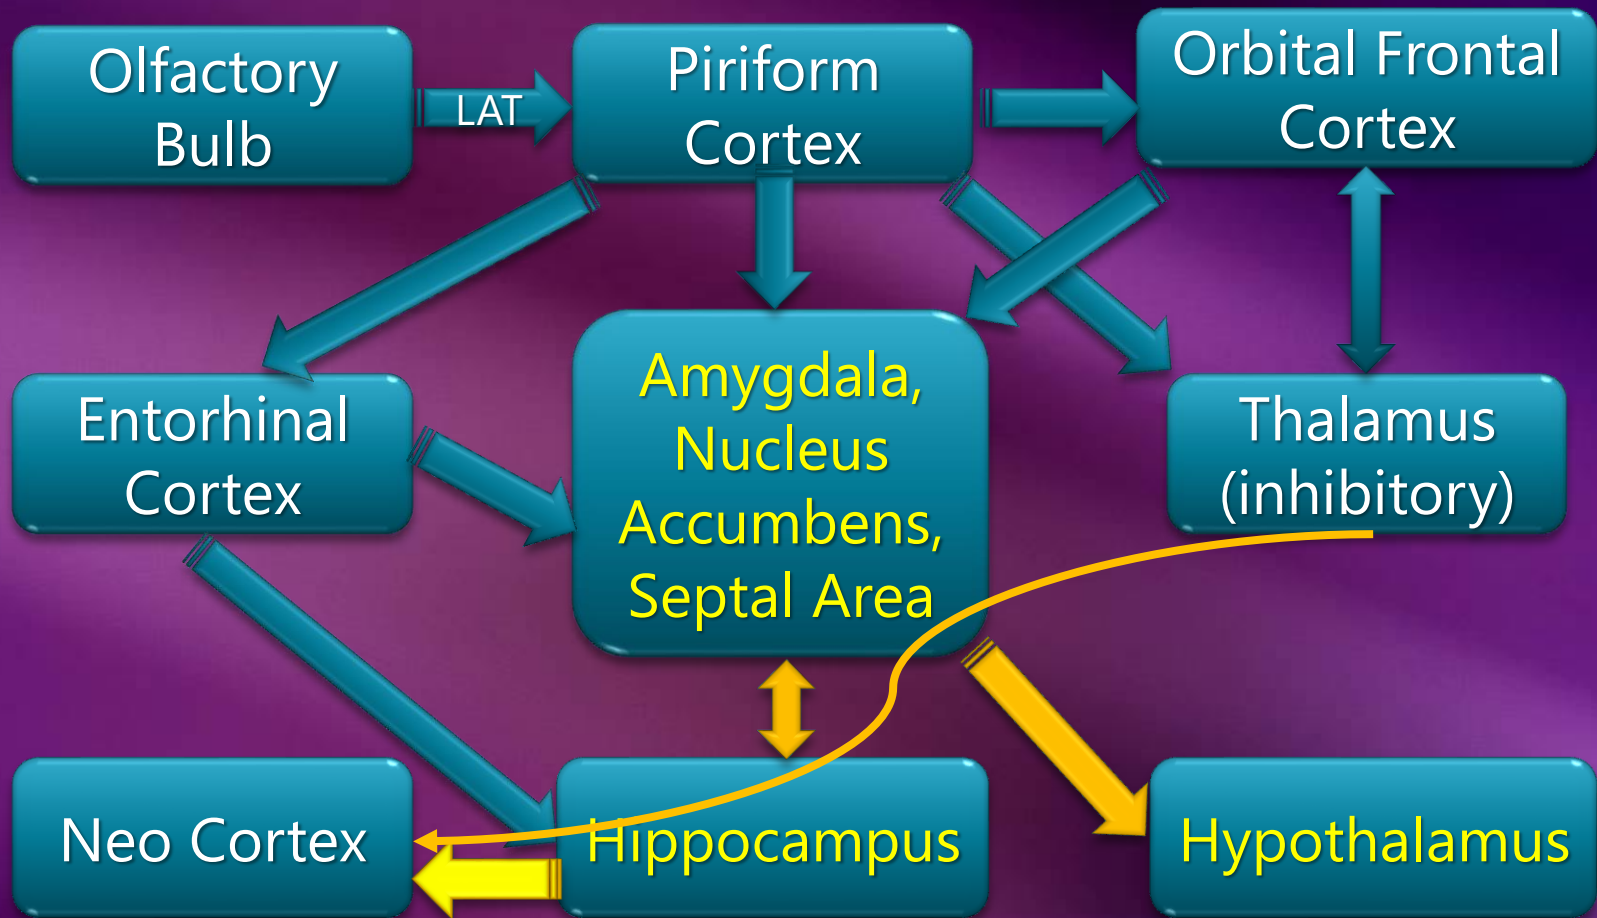 Olfactory
Bulb
LAT
Piriform
Cortex
Orbital Frontal
Cortex
Entorhinal
Cortex
Amygdala,
Nucleus
Accumbens,
Septal Area
Thalamus
(inhibitory)
Neo Cortex
Hippocampus
Hypothalamus